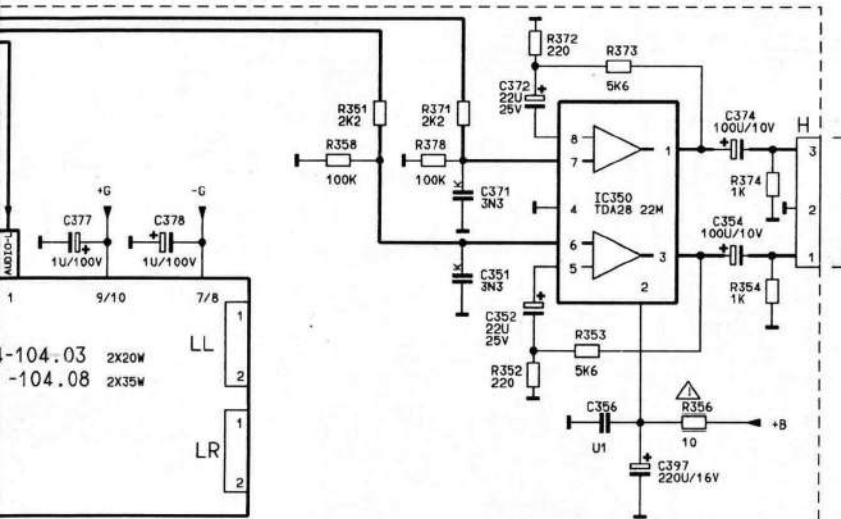 R372
220
R373
5K6
C372
22U
25V
+
R351
2K2
R371
2K2
R358
100K
R378
100K
8
7
1
C374
100U/10V
+
H
3
R374
1K
K
C371
3N3
4
IC350
TDA28 22M
2
+G
-G
C377
1U/100V
+
C378
1U/100V
+
C354
100U/10V
+
6
5
3
1
AUDIO-L
K
C351
3N3
2
R354
1K
1
9/10
7/8
C352
22U
25V
+
R353
5K6
1
LL
2
4-104.03 2X20W
-104.08 2X35W
R352
220
1
LR
2
C356
U1
R356
10
+B
+
C397
220U/16V